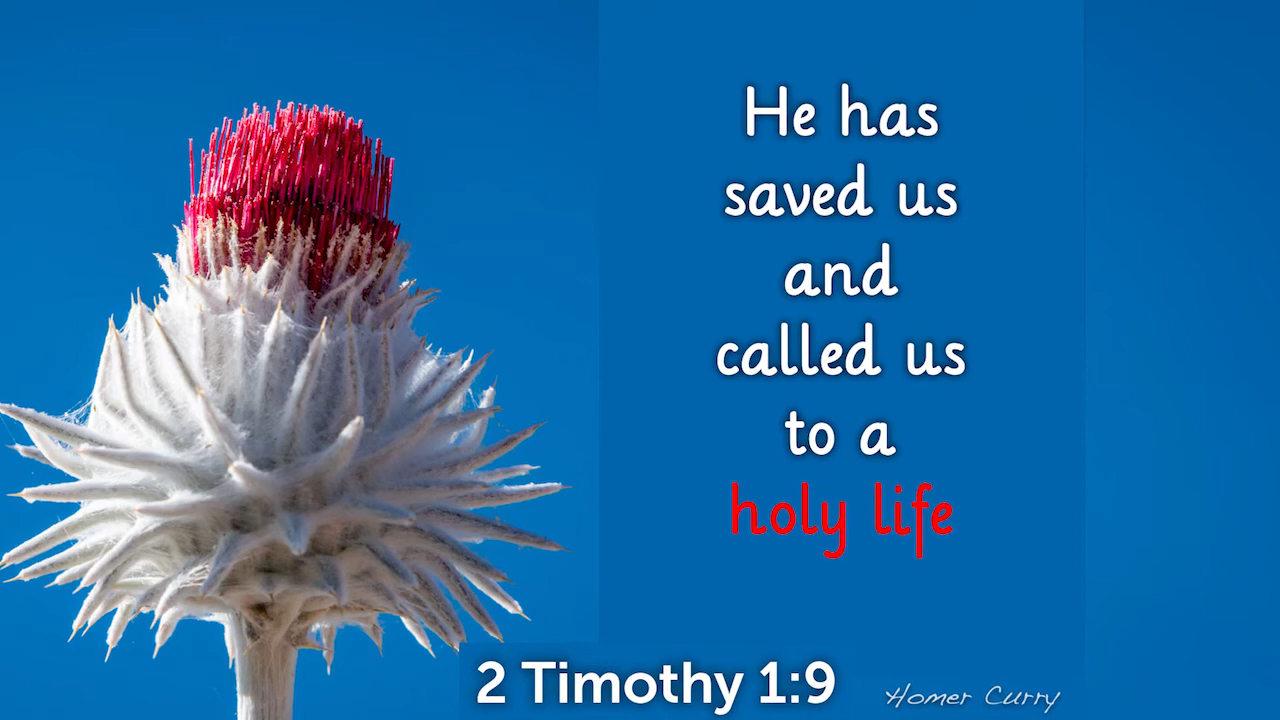 He has
saved us
and
called us
to a
holy life
2 Timothy 1:9
Homer Curry